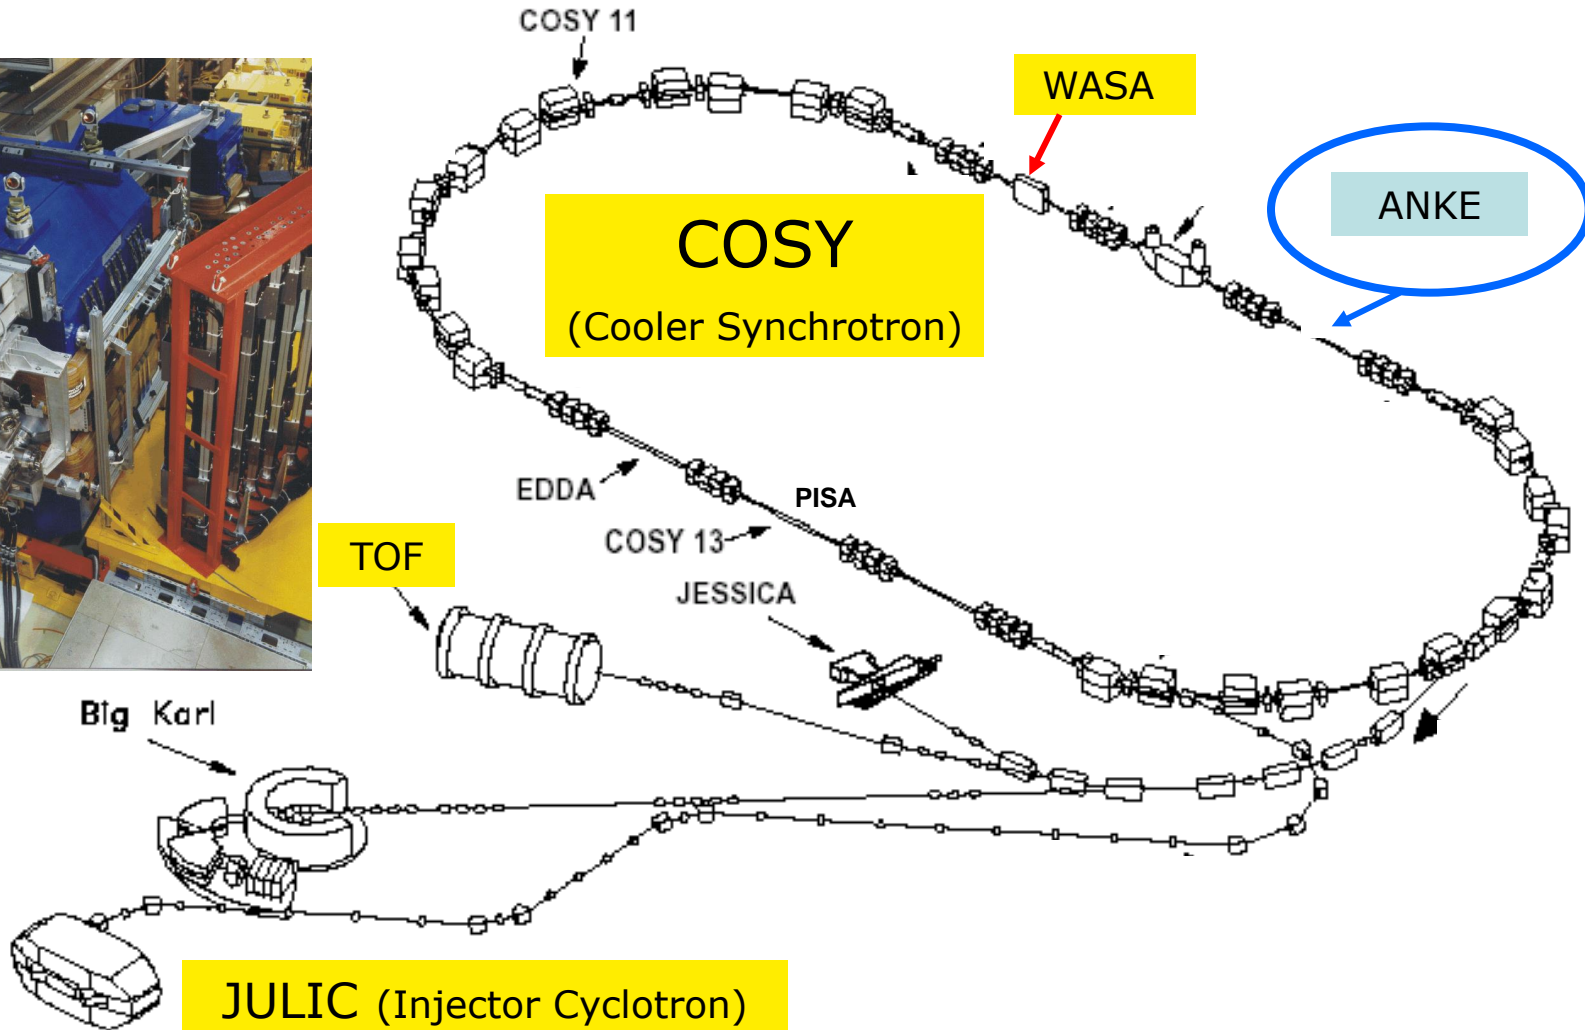 COSY 11
WASA
ANKE
COSY
(Cooler Synchrotron)
EDDA
PISA
COSY 13
TOF
JESSICA
Big Karl
JULIC (Injector Cyclotron)